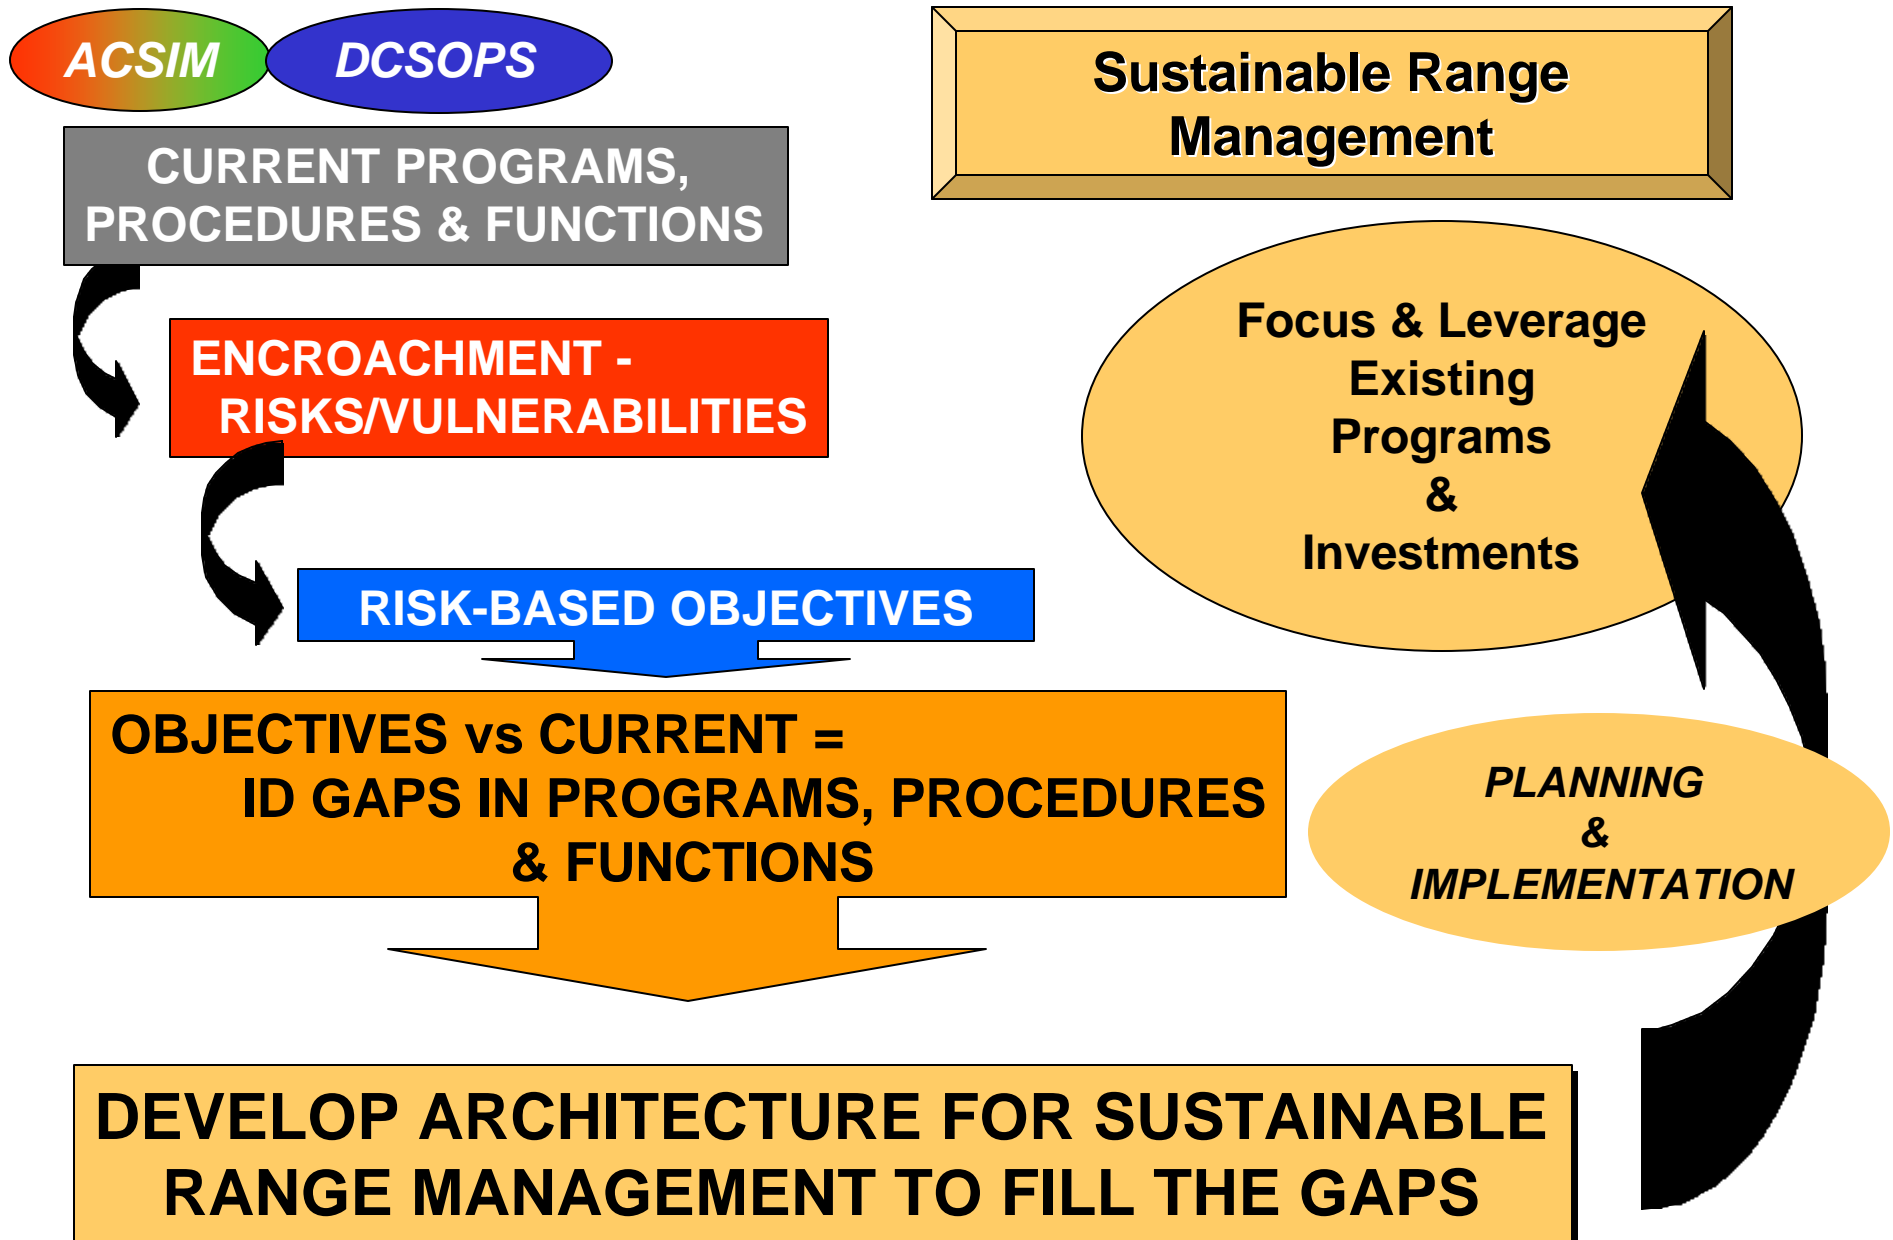 ACSIM DCSOPS
Sustainable Range
Management
CURRENT PROGRAMS,
PROCEDURES & FUNCTIONS
ENCROACHMENT -
RISKS/VULNERABILITIES
RISK-BASED OBJECTIVES
OBJECTIVES vs CURRENT =
ID GAPS IN PROGRAMS, PROCEDURES
& FUNCTIONS
DEVELOP ARCHITECTURE FOR SUSTAINABLE
RANGE MANAGEMENT TO FILL THE GAPS
PLANNING
&
IMPLEMENTATION
Focus & Leverage
Existing
Programs
&
Investments